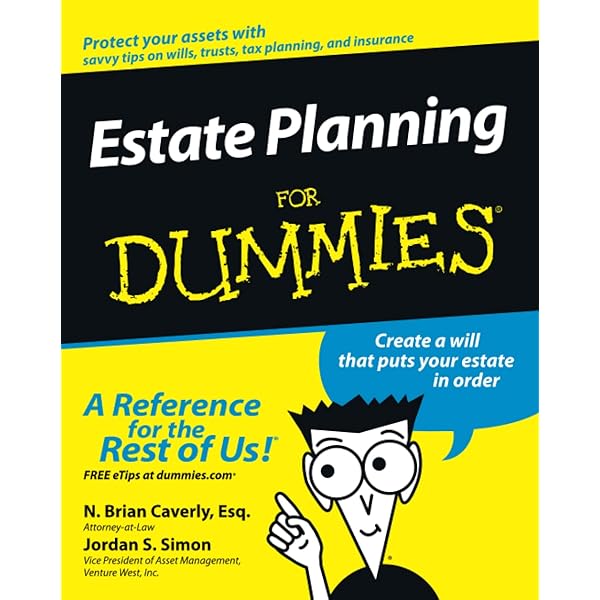 Protect your assets with
savvy tips on wills, trusts, tax planning, and insurance
Estate Planning
FOR
DUMMIES®
Create a will
that puts your estate
in order
A Reference
for the
Rest of Us!®
FREE eTips at dummies.com®
N. Brian Caverly, Esq.
Attorney-at-Law
Jordan S. Simon
Vice President of Asset Management,
Venture West, Inc.